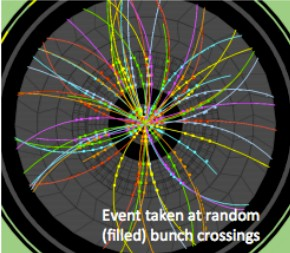 Event taken at random
(filled) bunch crossings